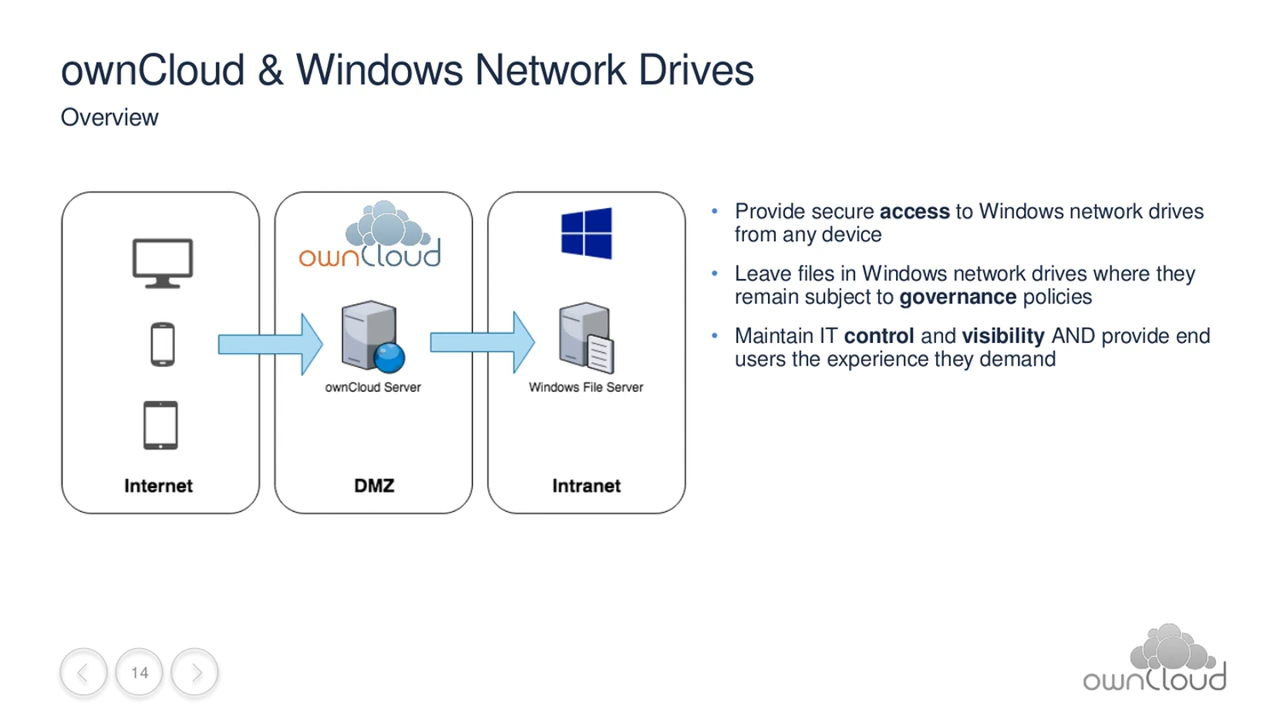 ownCloud & Windows Network Drives
Overview
ownCloud
ownCloud Server
Windows File Server
Internet
DMZ
Intranet
• Provide secure access to Windows network drives
from any device
• Leave files in Windows network drives where they
remain subject to governance policies
• Maintain IT control and visibility AND provide end
users the experience they demand
14
ownCloud